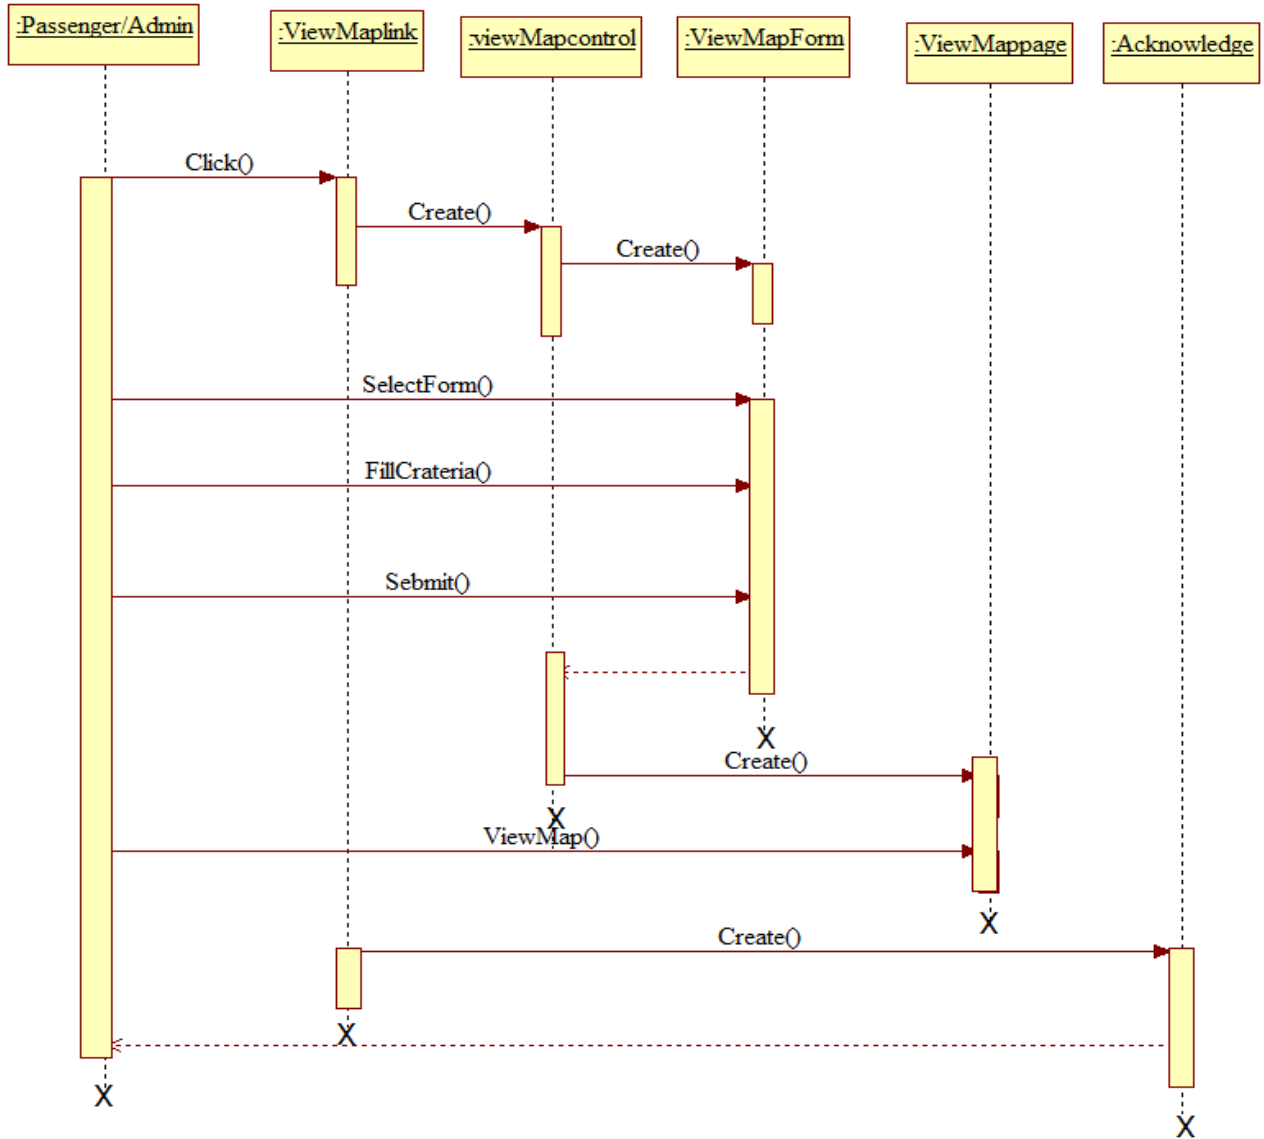 :Passenger/Admin
:ViewMaplink
:viewMapcontrol
:ViewMapForm
:ViewMappage
:Acknowledge
Click()
Create()
Create()
SelectForm()
FillCrateria()
Sebmit()
X
Create()
X
ViewMap()
X
Create()
X
X
X